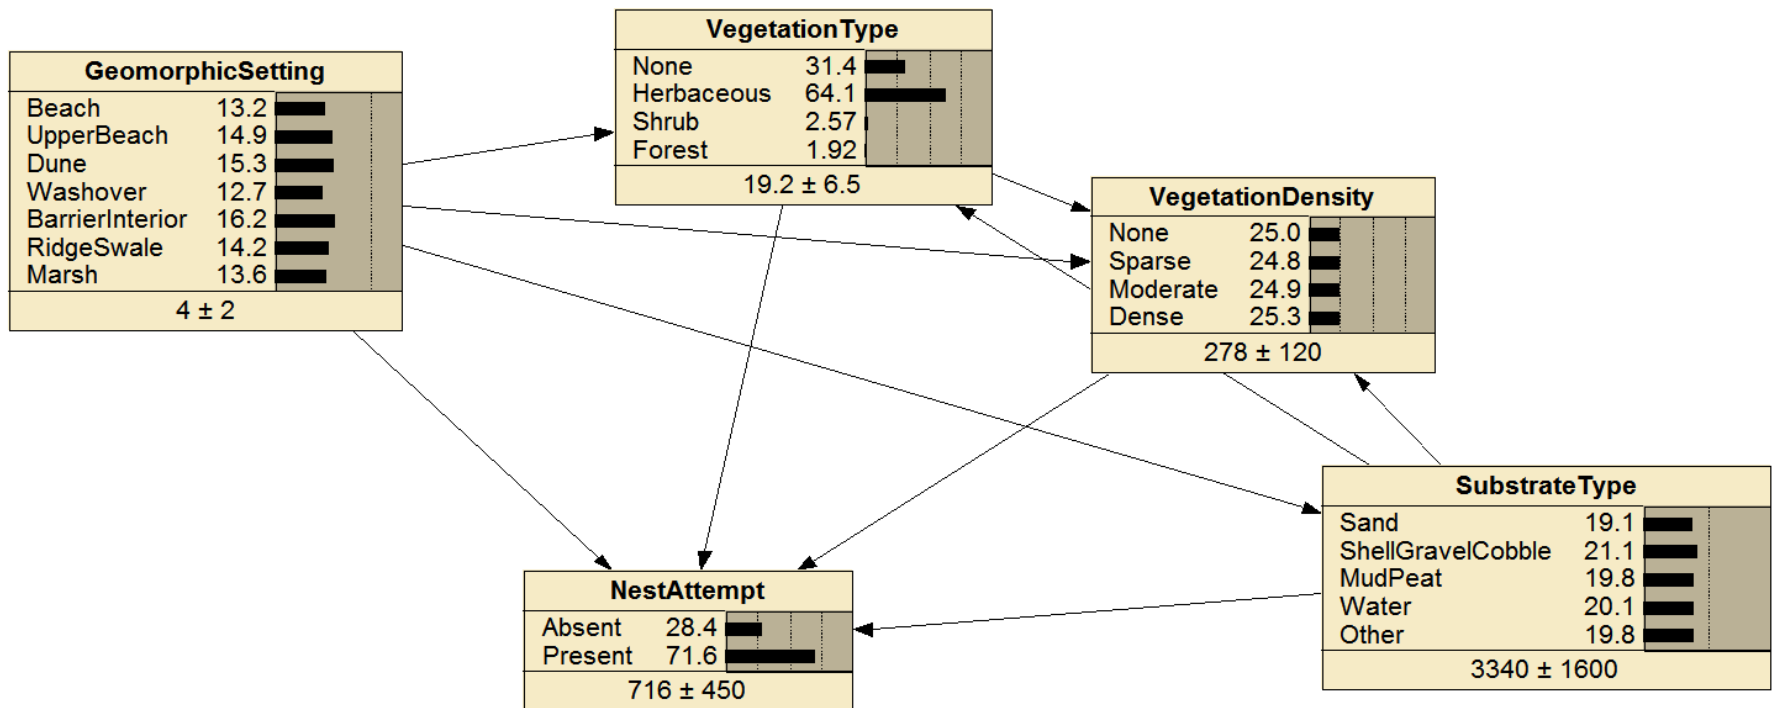 GeomorphicSetting
Beach 13.2
UpperBeach 14.9
Dune 15.3
Washover 12.7
BarrierInterior 16.2
RidgeSwale 14.2
Marsh 13.6
4 ± 2
VegetationType
None 31.4
Herbaceous 64.1
Shrub 2.57
Forest 1.92
19.2 ± 6.5
VegetationDensity
None 25.0
Sparse 24.8
Moderate 24.9
Dense 25.3
278 ± 120
SubstrateType
Sand 19.1
ShellGravelCobble 21.1
MudPeat 19.8
Water 20.1
Other 19.8
3340 ± 1600
NestAttempt
Absent 28.4
Present 71.6
716 ± 450